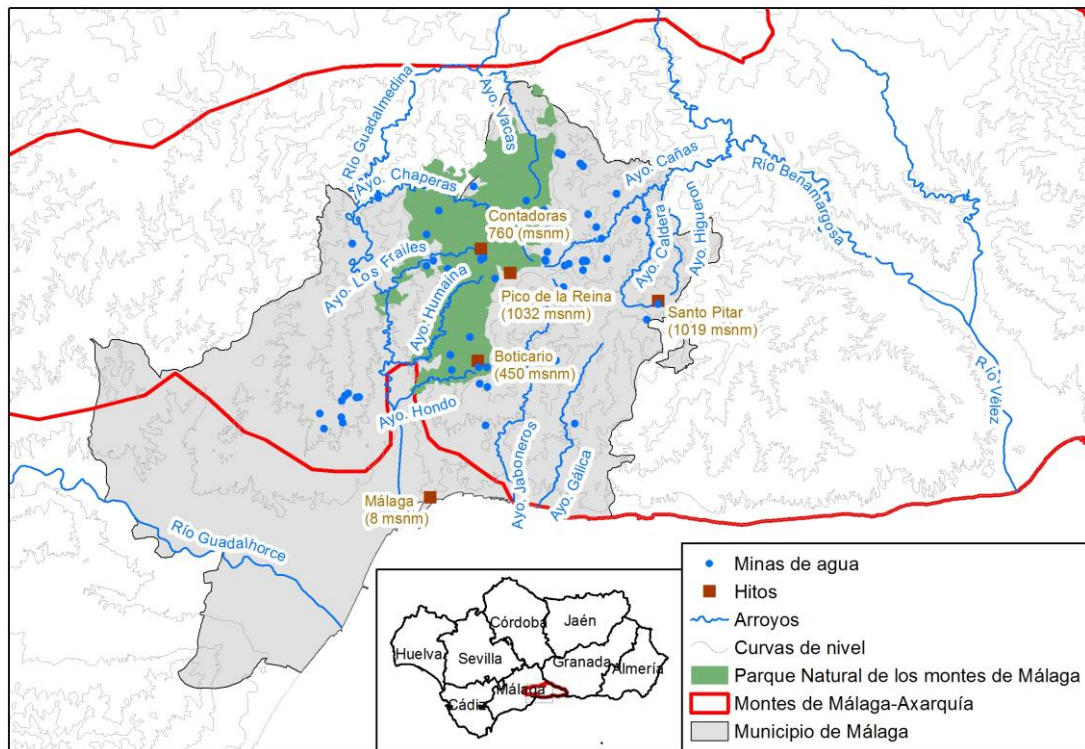 Río Guadalmedina
Ayo. Vacas
Ayo. Chaperas
Ayo. Cañas
Río Benamargosa
Contadoras
760 (msnm)
Ayo. Caldera
Ayo. Higueron
Ayo. Los Frailes
Ayo. Humaina
Pico de la Reina
(1032 msnm)
Santo Pitar
(1019 msnm)
Boticario
(450 msnm)
Río Vélez
Ayo. Hondo
Ayo. Jaboneros
Ayo. Gálica
Málaga
(8 msnm)
Río Guadalhorce
Huelva
Sevilla
Córdoba
Jaén
Cádiz
Málaga
Granada
Almería
Minas de agua
Hitos
Arroyos
Curvas de nivel
Parque Natural de los montes de Málaga
Montes de Málaga-Axarquía
Municipio de Málaga